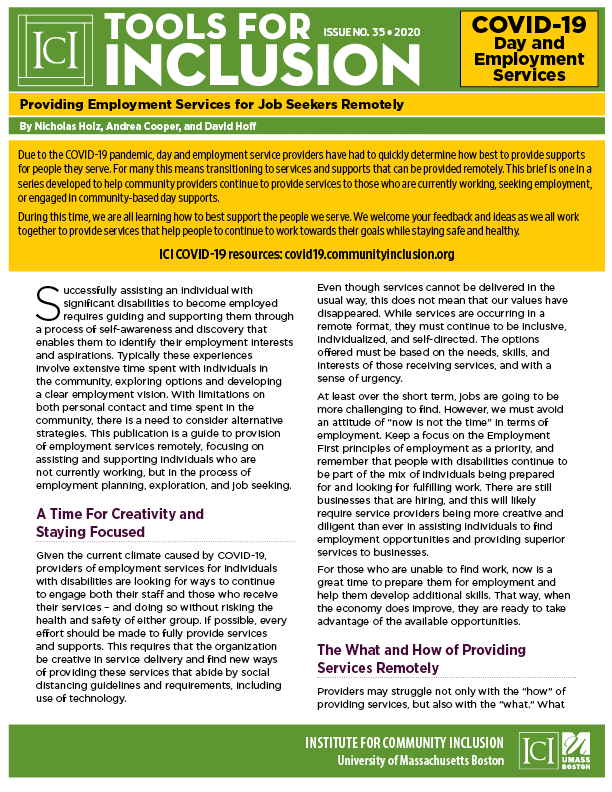 ICI
TOOLS FOR
INCLUSION
ISSUE NO. 35 • 2020
COVID-19
Day and
Employment
Services
Providing Employment Services for Job Seekers Remotely
By Nicholas Holz, Andrea Cooper, and David Hoff
Due to the COVID-19 pandemic, day and employment service providers have had to quickly determine how best to provide supports
for people they serve. For many this means transitioning to services and supports that can be provided remotely. This brief is one in a
series developed to help community providers continue to provide services to those who are currently working, seeking employment,
or engaged in community-based day supports.
During this time, we are all learning how to best support the people we serve. We welcome your feedback and ideas as we all work
together to provide services that help people to continue to work towards their goals while staying safe and healthy.
ICI COVID-19 resources: covid19.communityinclusion.org
Successfully assisting an individual with
significant disabilities to become employed
requires guiding and supporting them through
a process of self-awareness and discovery that
enables them to identify their employment interests
and aspirations. Typically these experiences
involve extensive time spent with individuals in
the community, exploring options and developing
a clear employment vision. With limitations on
both personal contact and time spent in the
community, there is a need to consider alternative
strategies. This publication is a guide to provision
of employment services remotely, focusing on
assisting and supporting individuals who are
not currently working, but in the process of
employment planning, exploration, and job seeking.
A Time For Creativity and
Staying Focused
Given the current climate caused by COVID-19,
providers of employment services for individuals
with disabilities are looking for ways to continue
to engage both their staff and those who receive
their services – and doing so without risking the
health and safety of either group. If possible, every
effort should be made to fully provide services
and supports. This requires that the organization
be creative in service delivery and find new ways
of providing these services that abide by social
distancing guidelines and requirements, including
use of technology.
Even though services cannot be delivered in the
usual way, this does not mean that our values have
disappeared. While services are occurring in a
remote format, they must continue to be inclusive,
individualized, and self-directed. The options
offered must be based on the needs, skills, and
interests of those receiving services, and with a
sense of urgency.
At least over the short term, jobs are going to be
more challenging to find. However, we must avoid
an attitude of "now is not the time" in terms of
employment. Keep a focus on the Employment
First principles of employment as a priority, and
remember that people with disabilities continue to
be part of the mix of individuals being prepared
for and looking for fulfilling work. There are still
businesses that are hiring, and this will likely
require service providers being more creative and
diligent than ever in assisting individuals to find
employment opportunities and providing superior
services to businesses.
For those who are unable to find work, now is a
great time to prepare them for employment and
help them develop additional skills. That way, when
the economy does improve, they are ready to take
advantage of the available opportunities.
The What and How of Providing
Services Remotely
Providers may struggle not only with the "how" of
providing services, but also with the "what." What
INSTITUTE FOR COMMUNITY INCLUSION
University of Massachusetts Boston
ICI
UMASS
BOSTON